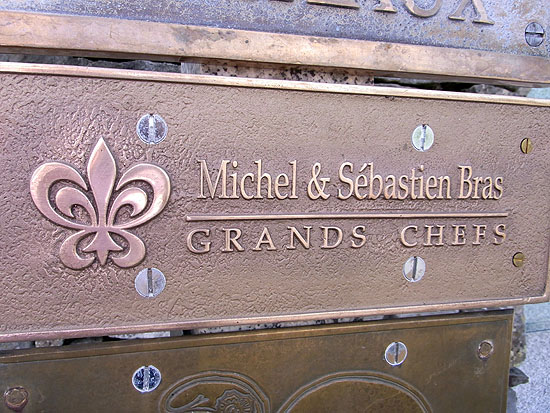 Michel & Sébastien Bras
GRANDS CHEFS